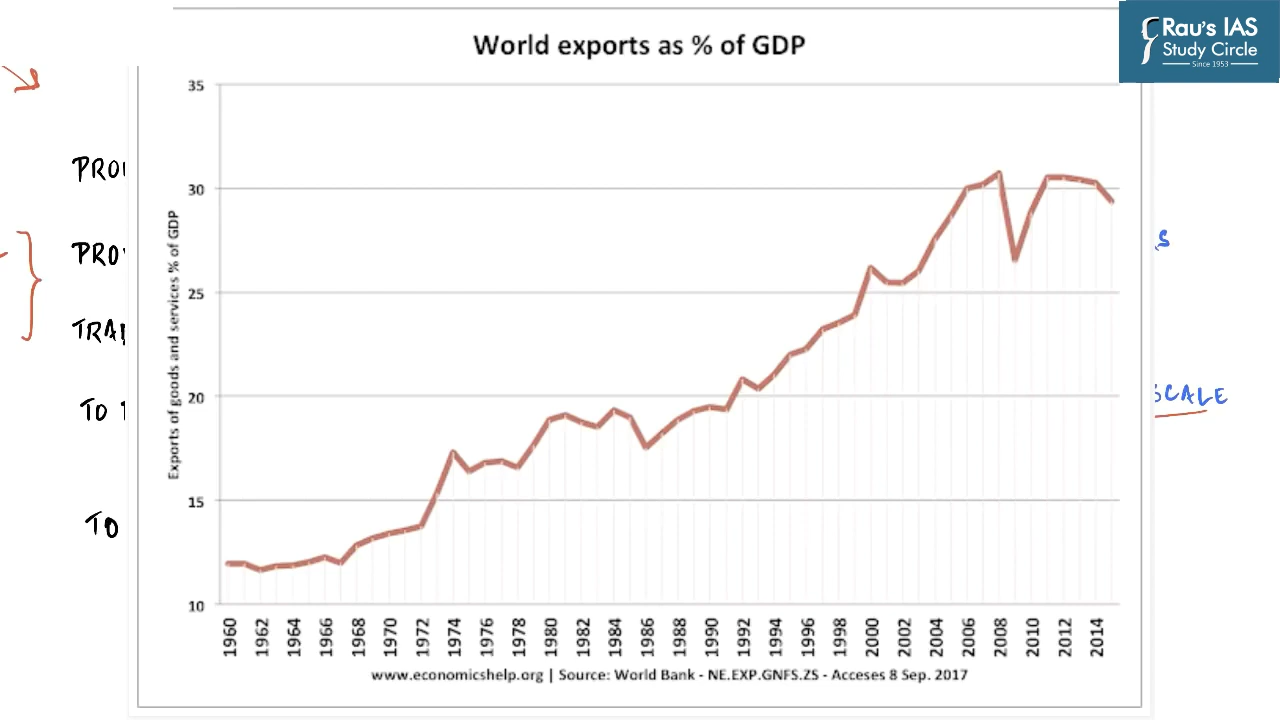 World exports as % of GDP
Rau's IAS
Study Circle
Since 1953
35
30
25
20
15
10
Exports of goods and services % of GDP
1960 1962 1964 1966 1968 1970 1972 1974 1976 1978 1980 1982 1984 1986 1988 1990 1992 1994 1996 1998 2000 2002 2004 2006 2008 2010 2012 2014
www.economicshelp.org | Source: World Bank - NE.EXP.GNFS.ZS - Acceses 8 Sep. 2017
TO
SCALE